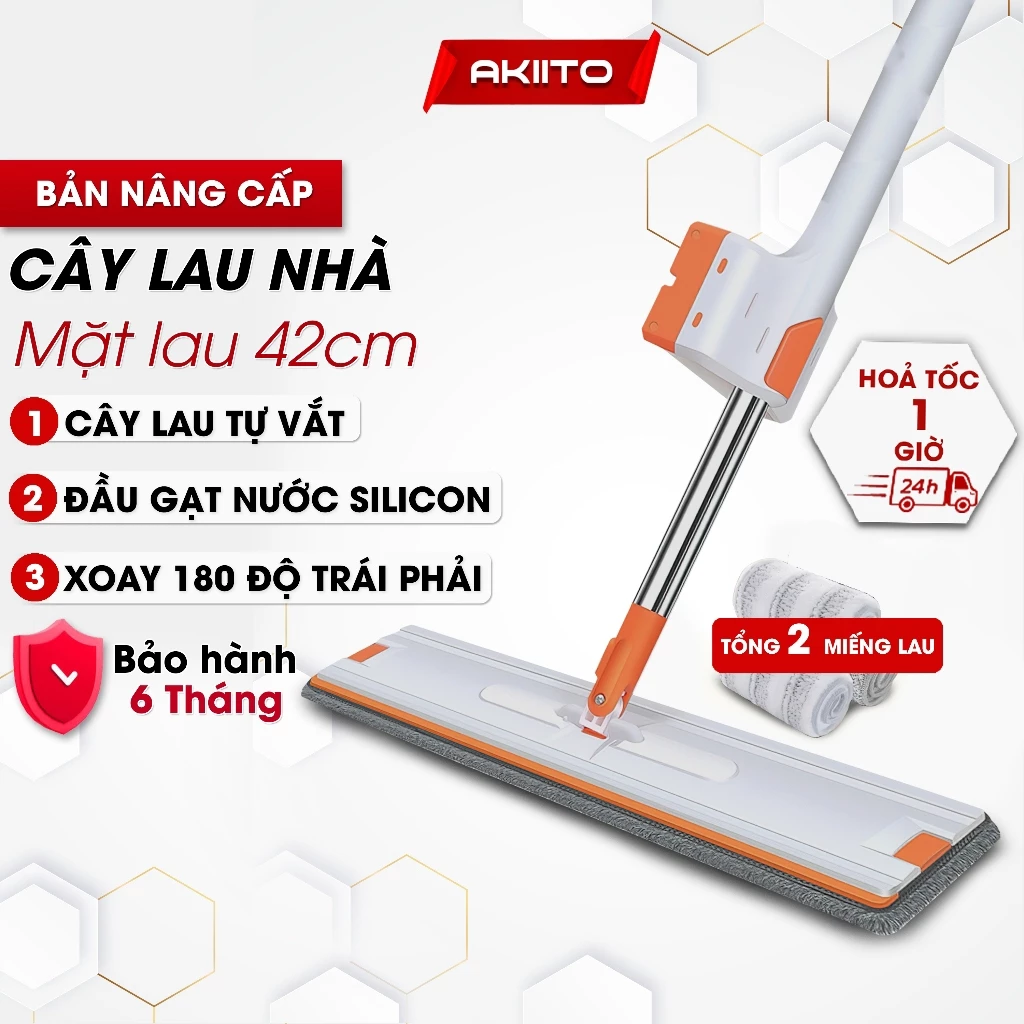 AKIITO
BẢN NÂNG CẤP
CÂY LAU NHÀ
Mặt lau 42cm
1 CÂY LAU TỰ VẮT
2 ĐẦU GẠT NƯỚC SILICON
3 XOAY 180 ĐỘ TRÁI PHẢI
Bảo hành
6 Tháng
HOẢ TỐC
1
GIỜ
24h
TỔNG 2 MIẾNG LAU